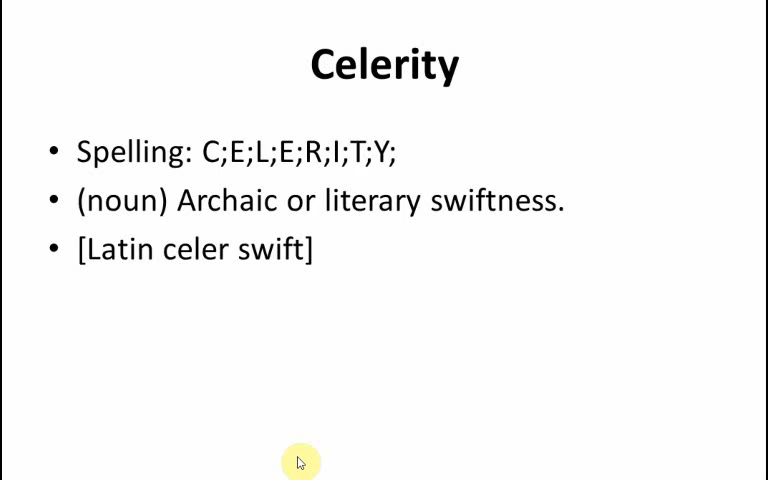 Celerity
• Spelling: C;E;L;E;R;I;T;Y;
• (noun) Archaic or literary swiftness.
• [Latin celer swift]